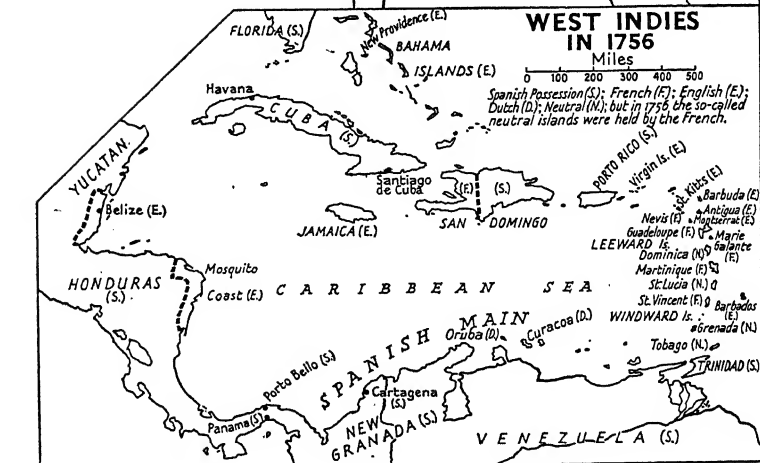 WEST INDIES
IN 1756
Miles
0 100 200 300 400 500
Spanish Possession (S.); French (F.); English (E.);
Dutch (D.); Neutral (N.); but in 1756 the so-called
neutral islands were held by the French.
FLORIDA (S.)
New Providence (E.)
BAHAMA
ISLANDS (E.)
Havana
CUBA (S.)
YUCATAN
Santiago
de Cuba
(F.)
(S.)
SAN DOMINGO
PORTO RICO (S.)
Virgin Is. (E.)
St. Kitts (E.)
Barbuda (E)
Belize (E.)
JAMAICA (E.)
Nevis (F.)
Antigua (E.)
Montserrat (E.)
Guadeloupe (F.)
Marie
Galante
(F.)
LEEWARD Is.
Dominica (N.)
Martinique (F.)
HONDURAS
(S.)
Mosquito
Coast (E.)
CARIBBEAN SEA
St. Lucia (N.)
St. Vincent (F.)
Barbados
(E.)
WINDWARD Is.
Grenada (N.)
SPANISH MAIN
Oruba (D.)
Curacoa (D.)
Tobago (N.)
TRINIDAD (S.)
Porto Bello (S.)
Panama (S.)
Cartagena
(S.)
NEW
GRANADA (S.)
VENEZUELA (S.)